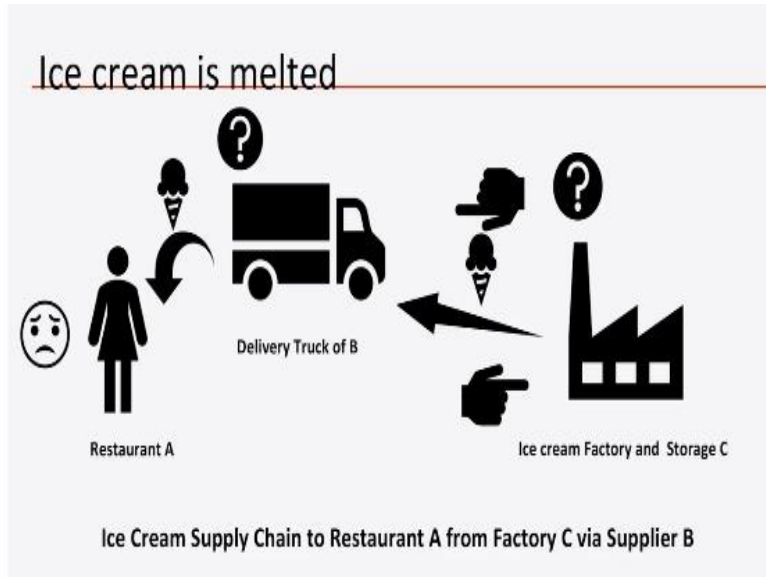 Ice cream is melted
?
?
Delivery Truck of B
Restaurant A
Ice cream Factory and Storage C
Ice Cream Supply Chain to Restaurant A from Factory C via Supplier B